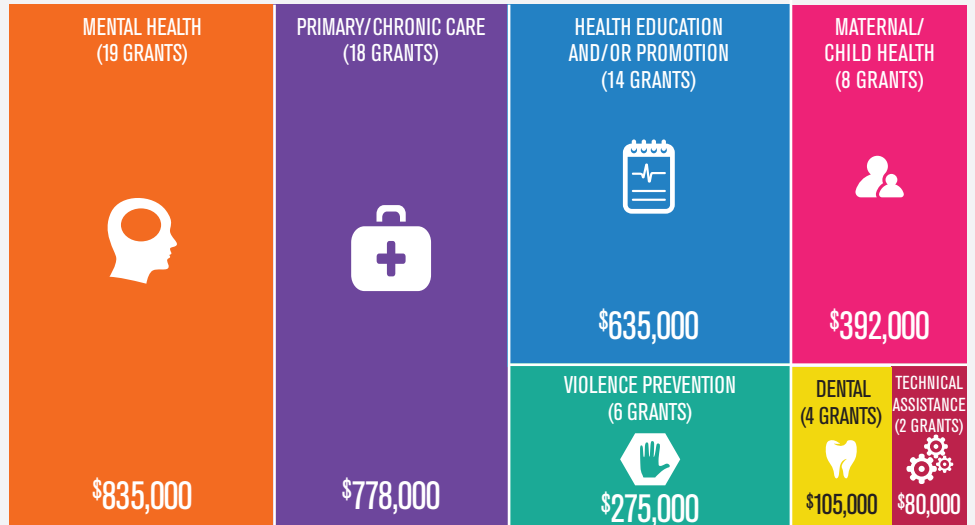 MENTAL HEALTH
(19 GRANTS)
$835,000
PRIMARY/CHRONIC CARE
(18 GRANTS)
$778,000
HEALTH EDUCATION
AND/OR PROMOTION
(14 GRANTS)
$635,000
MATERNAL/
CHILD HEALTH
(8 GRANTS)
$392,000
VIOLENCE PREVENTION
(6 GRANTS)
$275,000
DENTAL
(4 GRANTS)
$105,000
TECHNICAL
ASSISTANCE
(2 GRANTS)
$80,000